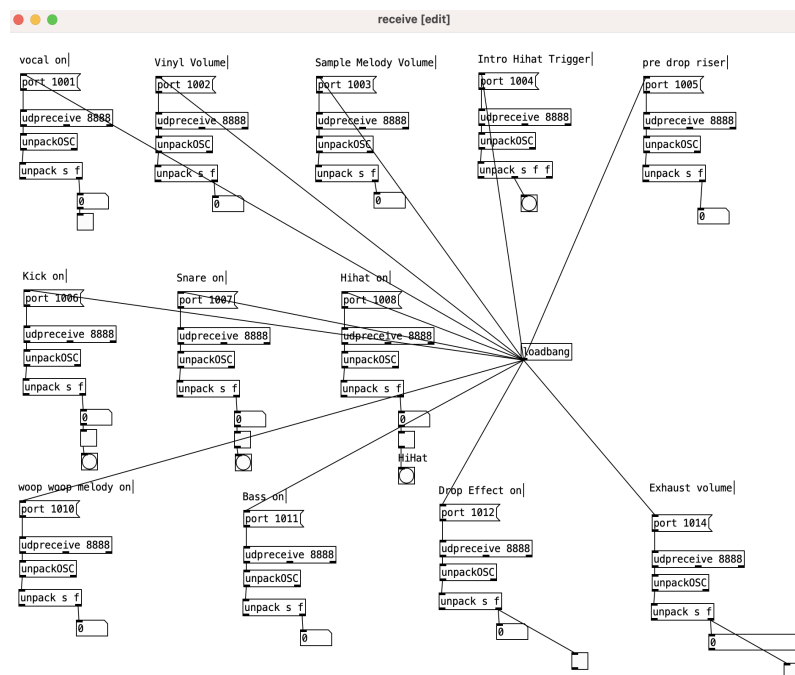 receive [edit]
vocal on
port 1001
udpreceive 8888
unpackOSC
unpack s f
0
Vinyl Volume
port 1002
udpreceive 8888
unpackOSC
unpack s f
0
Sample Melody Volume
port 1003
udpreceive 8888
unpackOSC
unpack s f
0
Intro Hihat Trigger
port 1004
udpreceive 8888
unpackOSC
unpack s f f
pre drop riser
port 1005
udpreceive 8888
unpackOSC
unpack s f
0
Kick on
port 1006
udpreceive 8888
unpackOSC
unpack s f
0
Snare on
port 1007
udpreceive 8888
unpackOSC
unpack s f
0
Hihat on
port 1008
udpreceive 8888
unpackOSC
unpack s f
0
HiHat
loadbang
woop woop melody on
port 1010
udpreceive 8888
unpackOSC
unpack s f
0
Bass on
port 1011
udpreceive 8888
unpackOSC
unpack s f
0
Drop Effect on
port 1012
udpreceive 8888
unpackOSC
unpack s f
0
Exhaust volume
port 1014
udpreceive 8888
unpackOSC
unpack s f
0